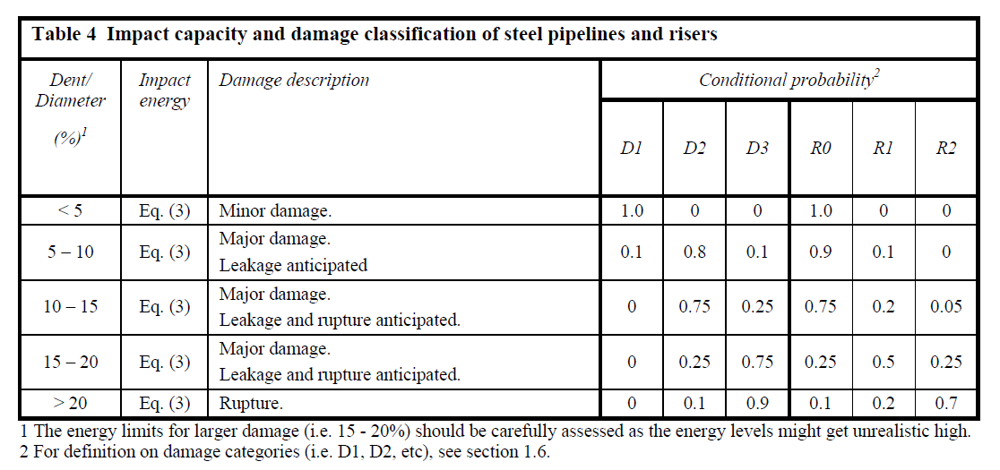 Table 4 Impact capacity and damage classification of steel pipelines and risers
Dent/ Impact Damage description Conditional probability2
Diameter energy
(%)1
D1 D2 D3 R0 R1 R2
< 5 Eq. (3) Minor damage. 1.0 0 0 1.0 0 0
5 – 10 Eq. (3) Major damage. 0.1 0.8 0.1 0.9 0.1 0
Leakage anticipated
10 – 15 Eq. (3) Major damage. 0 0.75 0.25 0.75 0.2 0.05
Leakage and rupture anticipated.
15 – 20 Eq. (3) Major damage. 0 0.25 0.75 0.25 0.5 0.25
Leakage and rupture anticipated.
> 20 Eq. (3) Rupture. 0 0.1 0.9 0.1 0.2 0.7
1 The energy limits for larger damage (i.e. 15 - 20%) should be carefully assessed as the energy levels might get unrealistic high.
2 For definition on damage categories (i.e. D1, D2, etc), see section 1.6.